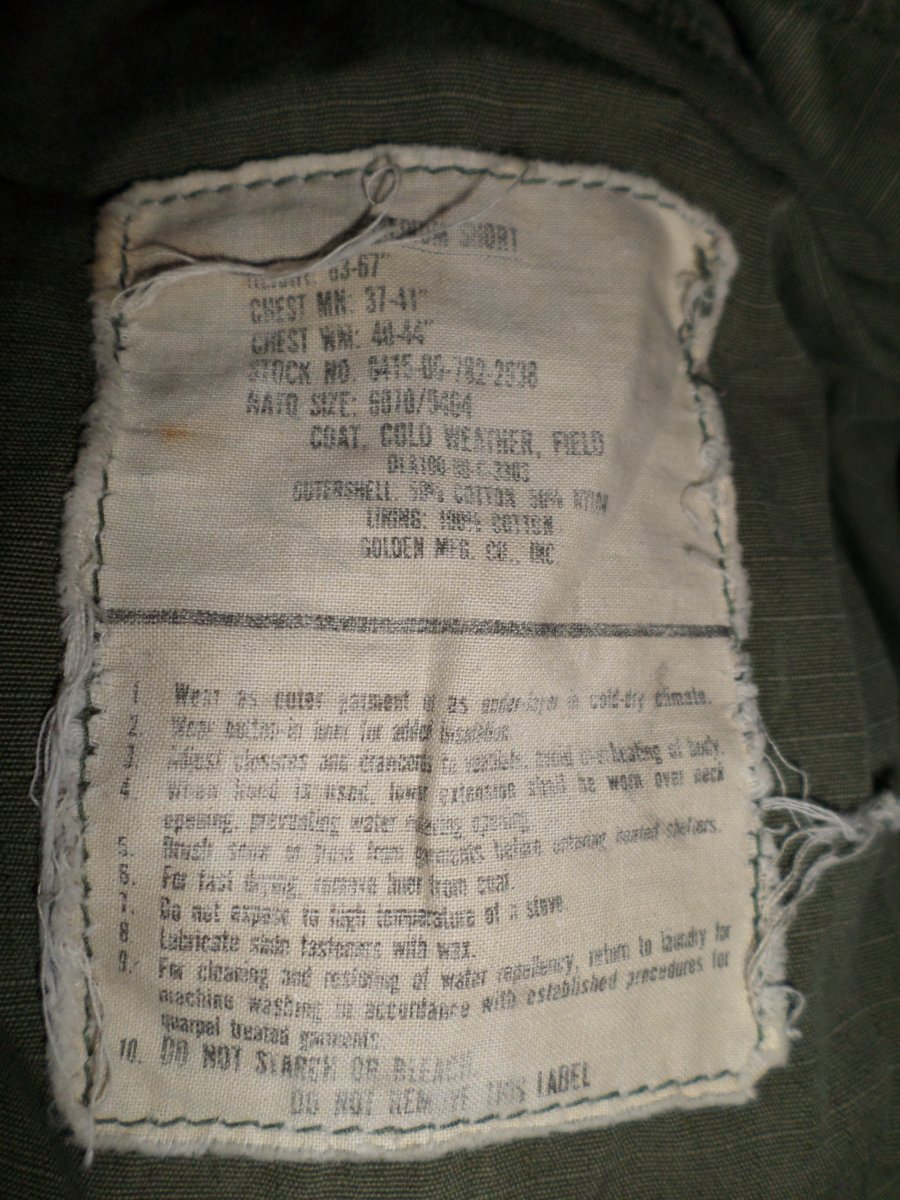 MEDIUM SHORT
HEIGHT: 63-67"
CHEST MN: 37-41"
CHEST WM: 40-44"
STOCK NO. 8415-00-782-2938
NATO SIZE: 6070/9404
COAT, COLD WEATHER, FIELD
OUTERSHELL: 50% COTTON 50% NYLON
LINING: 100% COTTON
GOLDEN MFG. CO., INC.
1 Wear as outer garment or as under-layer in cold-dry climate.
2. Wear button-in liner for added insulation.
3. Adjust closures and drawcords to ventilate, avoid overheating of body.
4. When hood is used, lower extension shall be worn over neck
opening, preventing water entering opening.
5. Brush snow or frost from garments before entering heated shelters.
6. For fast drying, remove liner from coat.
7. Do not expose to high temperature of a stove.
8. Lubricate slide fasteners with wax.
9. For cleaning and restoring of water repellency, return to laundry for
machine washing in accordance with established procedures for
quarpel treated garments.
10. DO NOT STARCH OR BLEACH.
DO NOT REMOVE THIS LABEL